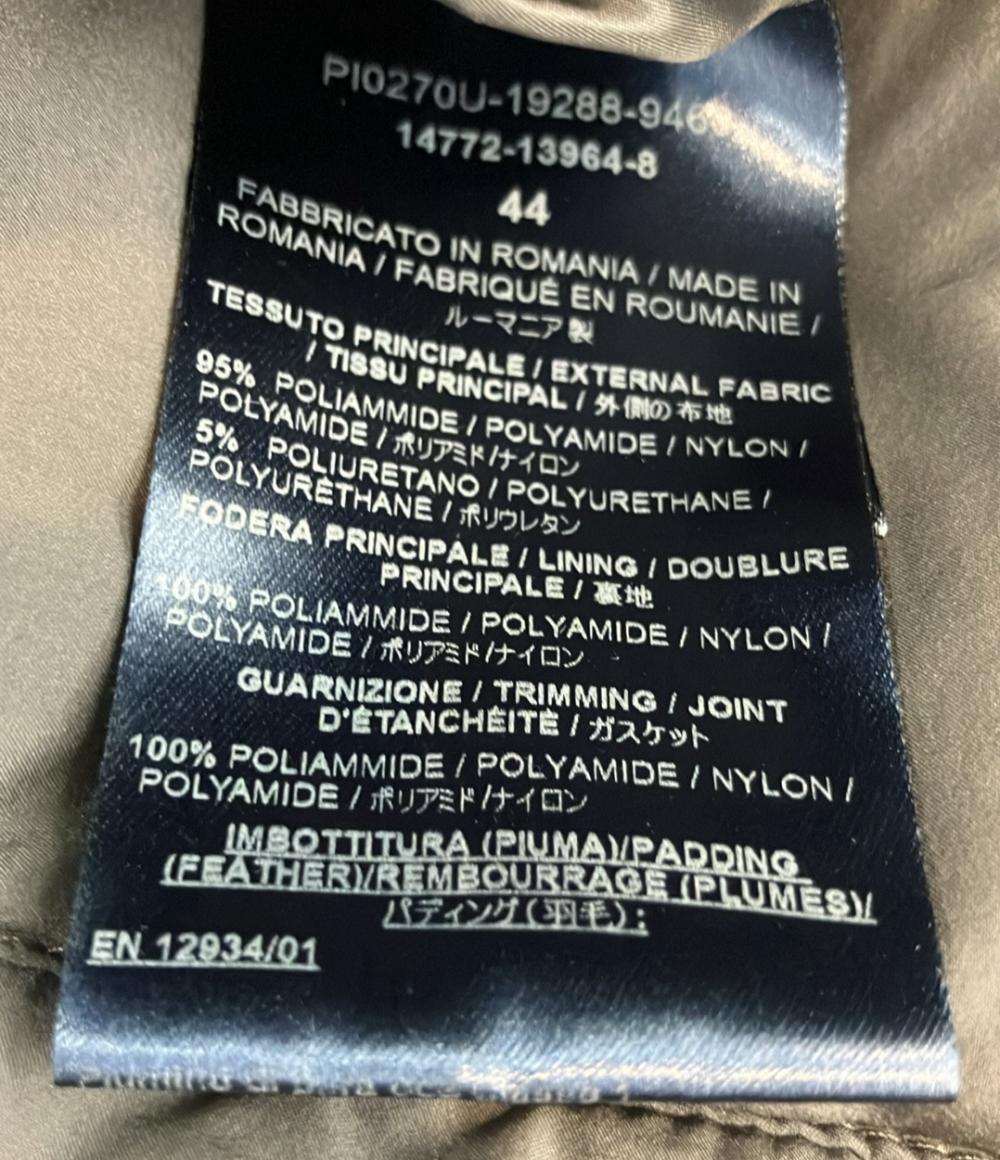 PI0270U-19288-946
14772-13964-8
44
FABBRICATO IN ROMANIA / MADE IN
ROMANIA / FABRIQUÉ EN ROUMANIE /
ルーマニア製
TESSUTO PRINCIPALE / EXTERNAL FABRIC
/ TISSU PRINCIPAL / 外側の布地
95% POLIAMMIDE / POLYAMIDE / NYLON /
POLYAMIDE / ポリアミド/ナイロン
5% POLIURETANO / POLYURETHANE /
POLYURÉTHANE / ポリウレタン
FODERA PRINCIPALE / LINING / DOUBLURE
PRINCIPALE / 裏地
100% POLIAMMIDE / POLYAMIDE / NYLON /
POLYAMIDE / ポリアミド/ナイロン
GUARNIZIONE / TRIMMING / JOINT
D'ÉTANCHÉITÉ / ガスケット
100% POLIAMMIDE / POLYAMIDE / NYLON /
POLYAMIDE / ポリアミド/ナイロン
IMBOTTITURA (PIUMA)/PADDING
(FEATHER)/REMBOURRAGE (PLUMES)/
パディング(羽毛):
EN 12934/01